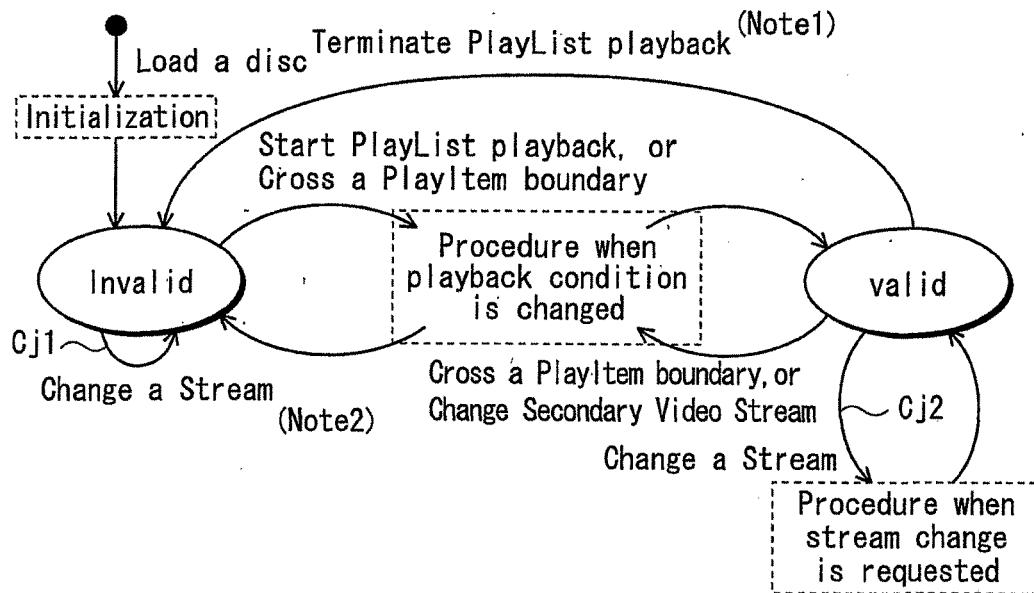 Terminate PlayList playback (Note1)
Load a disc
Initialization
Start PlayList playback, or
Cross a PlayItem boundary
Procedure when
playback condition
is changed
Invalid
valid
Cj1
Change a Stream
(Note2)
Cross a PlayItem boundary, or
Change Secondary Video Stream
Cj2
Change a Stream
Procedure when
stream change
is requested